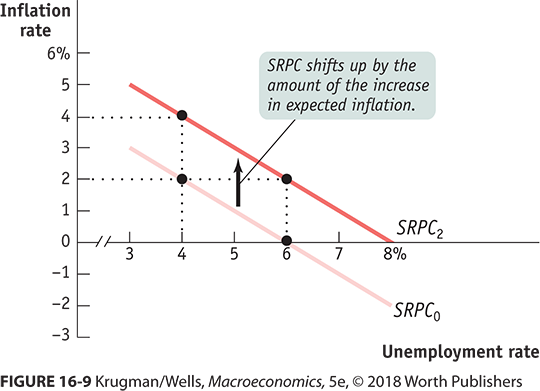 Inflation
rate
6%
SRPC shifts up by the
amount of the increase
in expected inflation.
5
4
3
2
1
SRPC2
0
3 4 5 6 7 8%
–1
–2
SRPC0
–3
Unemployment rate
FIGURE 16-9 Krugman/Wells, Macroeconomics, 5e, © 2018 Worth Publishers